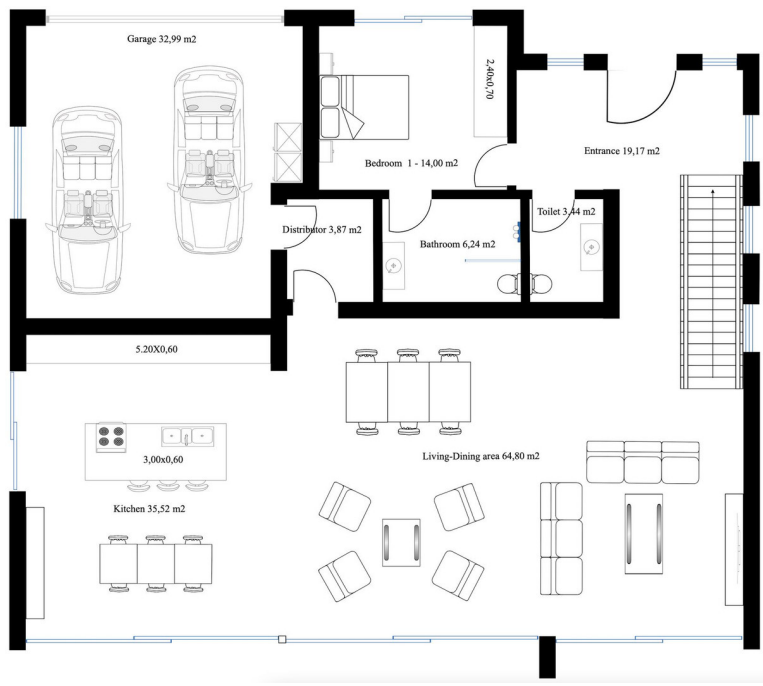 Garage 32,99 m2
2,40x0,70
Bedroom 1 - 14,00 m2
Entrance 19,17 m2
Distributor 3,87 m2
Bathroom 6,24 m2
Toilet 3,44 m2
5.20X0,60
3,00x0,60
Living-Dining area 64,80 m2
Kitchen 35,52 m2